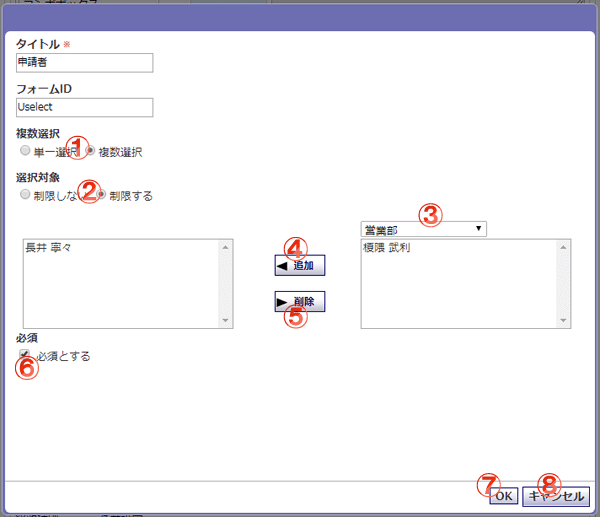 タイトル ※
申請者
フォームID
Uselect
複数選択
単一選択 ① 複数選択
選択対象
制限しない ② 制限する
③
営業部
長井 寧々
④
追加
榎隈 武利
削除
⑤
必須
⑥ 必須とする
⑦ OK ⑧ キャンセル